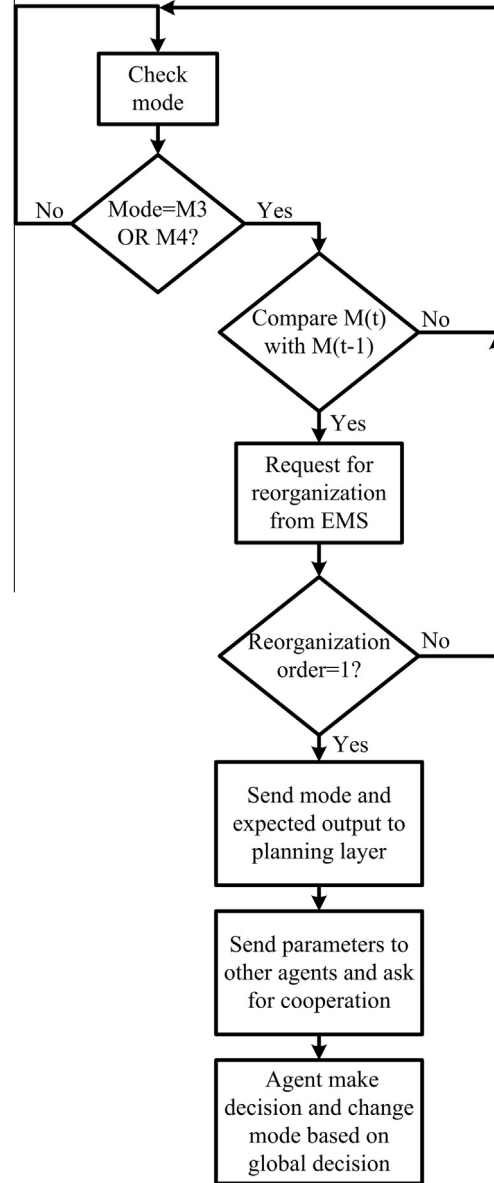 Check
mode
Mode=M3
OR M4?
No
Yes
Compare M(t)
with M(t-1)
No
Yes
Request for
reorganization
from EMS
Reorganization
order=1?
No
Yes
Send mode and
expected output to
planning layer
Send parameters to
other agents and ask
for cooperation
Agent make
decision and change
mode based on
global decision